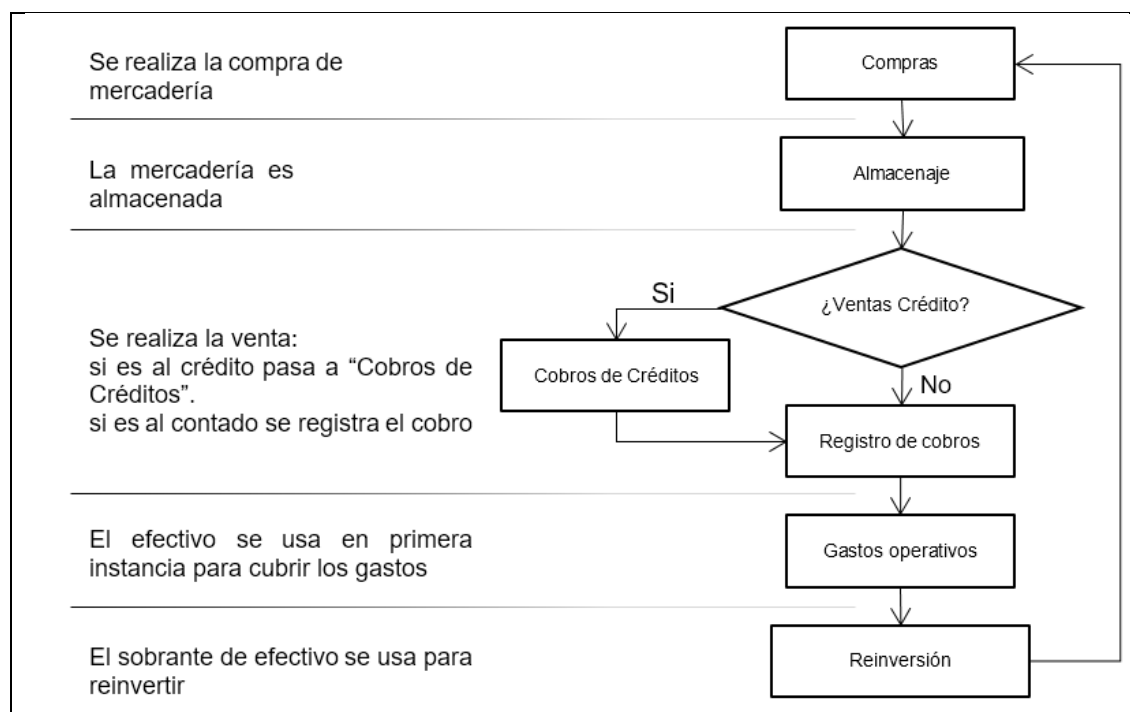 Se realiza la compra de
mercadería
Compras
La mercadería es
almacenada
Almacenaje
¿Ventas Crédito?
Si
No
Se realiza la venta:
si es al crédito pasa a “Cobros de
Créditos”.
si es al contado se registra el cobro
Cobros de Créditos
Registro de cobros
El efectivo se usa en primera
instancia para cubrir los gastos
Gastos operativos
El sobrante de efectivo se usa para
reinvertir
Reinversión